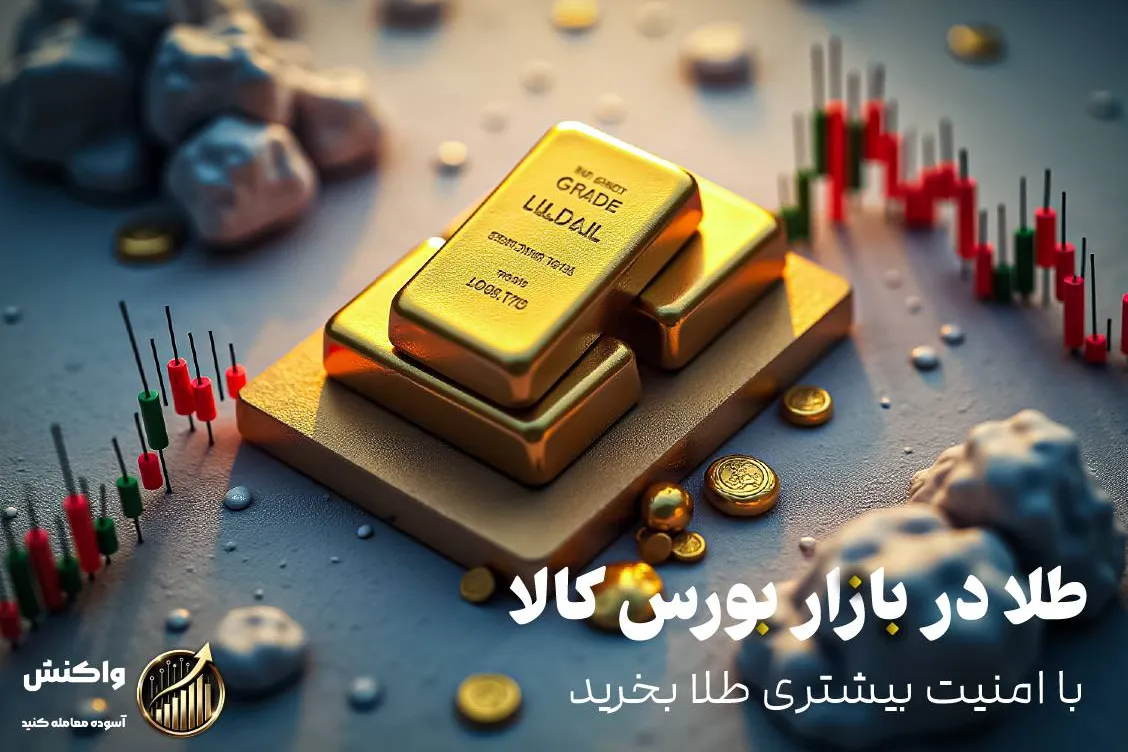 GRADE
طلا در بازار بورس کالا
با امنیت بیشتری طلا بخرید
واکنش
آسوده معامله کنید